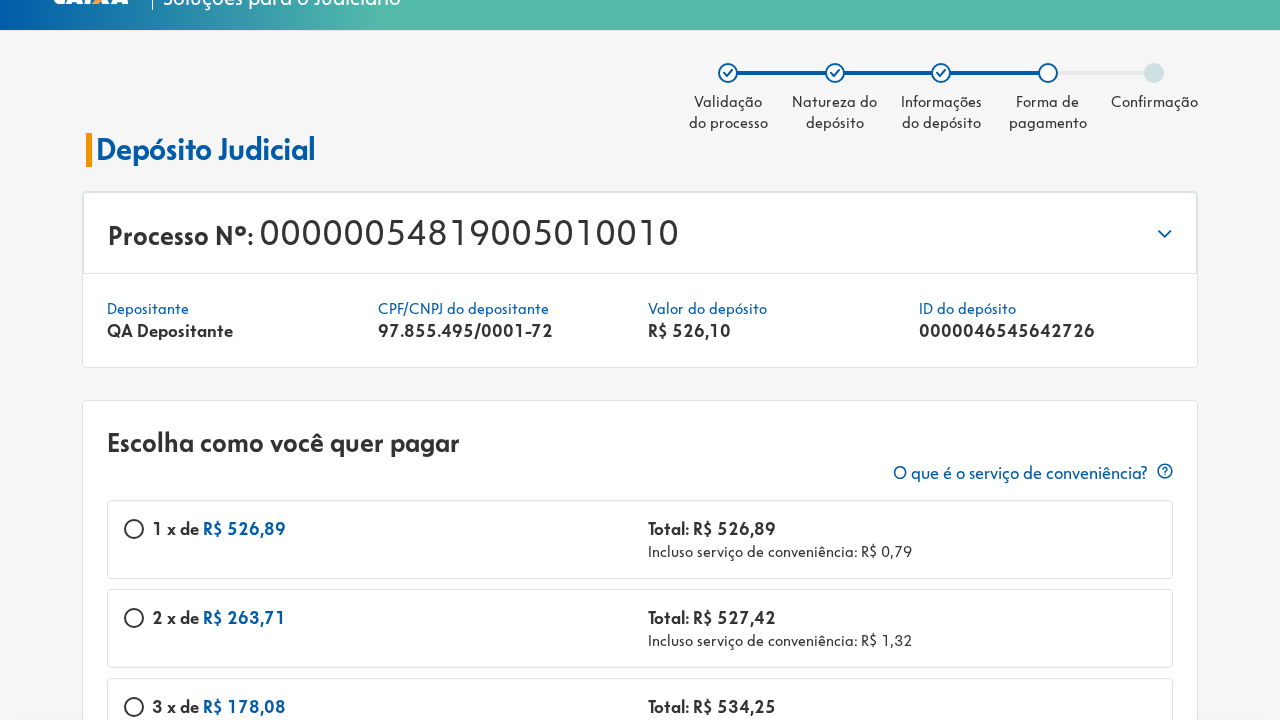 CAIXA | Soluções para o Judiciário
Validação do processo
Natureza do depósito
Informações do depósito
Forma de pagamento
Confirmação
Depósito Judicial
Processo Nº: 00000054819005010010
Depositante
QA Depositante
CPF/CNPJ do depositante
97.855.495/0001-72
Valor do depósito
R$ 526,10
ID do depósito
0000046545642726
Escolha como você quer pagar
O que é o serviço de conveniência?
1 x de R$ 526,89
Total: R$ 526,89
Incluso serviço de conveniência: R$ 0,79
2 x de R$ 263,71
Total: R$ 527,42
Incluso serviço de conveniência: R$ 1,32
3 x de R$ 178,08
Total: R$ 534,25